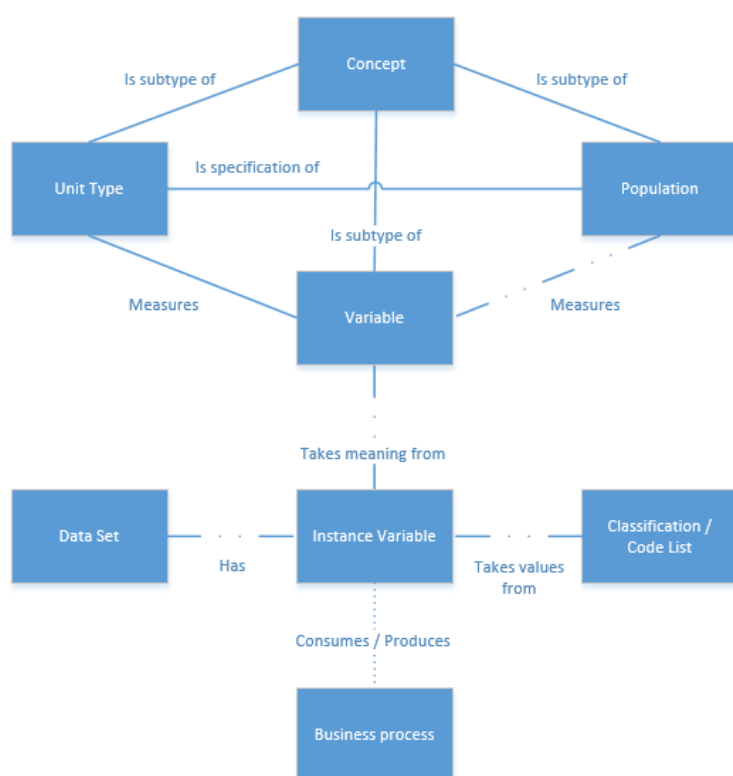 Concept
Is subtype of
Is subtype of
Unit Type
Is specification of
Population
Is subtype of
Measures
Variable
Measures
Takes meaning from
Data Set
Instance Variable
Classification /
Code List
Has
Takes values
from
Consumes / Produces
Business process